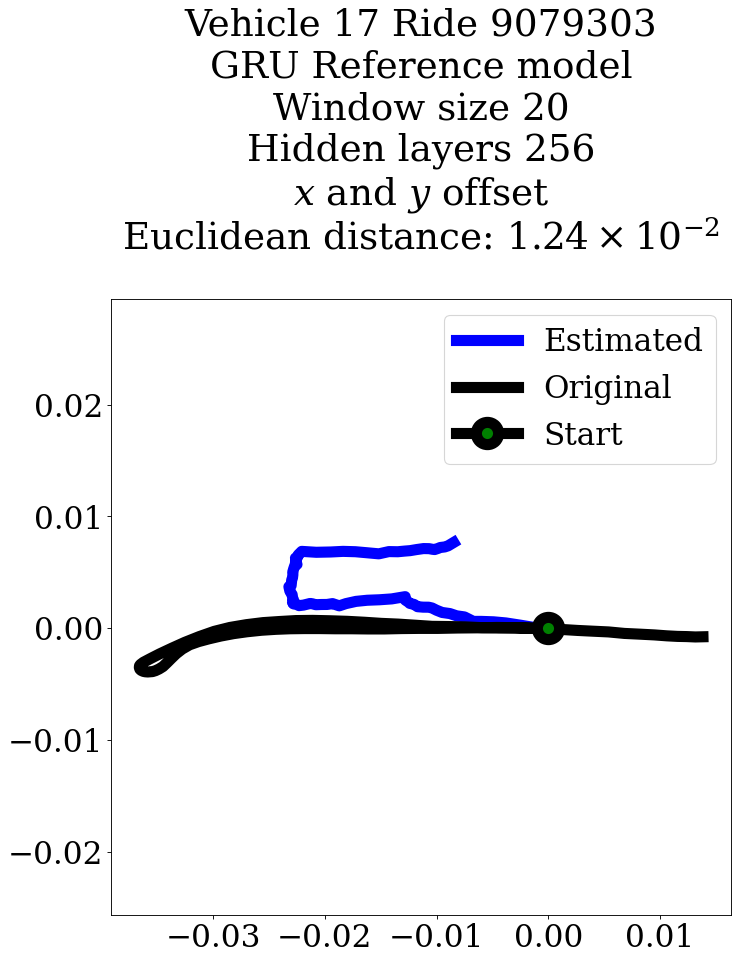 Vehicle 17 Ride 9079303
GRU Reference model
Window size 20
Hidden layers 256
x and y offset
Euclidean distance: 1.24 × 10⁻²
Estimated
Original
Start
0.02
0.01
0.00
−0.01
−0.02
−0.03 −0.02 −0.01 0.00 0.01